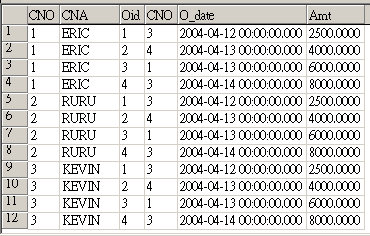 CNO CNA Oid CNO O_date Amt
1 1 ERIC 1 3 2004-04-12 00:00:00.000 2500.0000
2 1 ERIC 2 4 2004-04-13 00:00:00.000 4000.0000
3 1 ERIC 3 1 2004-04-13 00:00:00.000 6000.0000
4 1 ERIC 4 3 2004-04-14 00:00:00.000 8000.0000
5 2 RURU 1 3 2004-04-12 00:00:00.000 2500.0000
6 2 RURU 2 4 2004-04-13 00:00:00.000 4000.0000
7 2 RURU 3 1 2004-04-13 00:00:00.000 6000.0000
8 2 RURU 4 3 2004-04-14 00:00:00.000 8000.0000
9 3 KEVIN 1 3 2004-04-12 00:00:00.000 2500.0000
10 3 KEVIN 2 4 2004-04-13 00:00:00.000 4000.0000
11 3 KEVIN 3 1 2004-04-13 00:00:00.000 6000.0000
12 3 KEVIN 4 3 2004-04-14 00:00:00.000 8000.0000